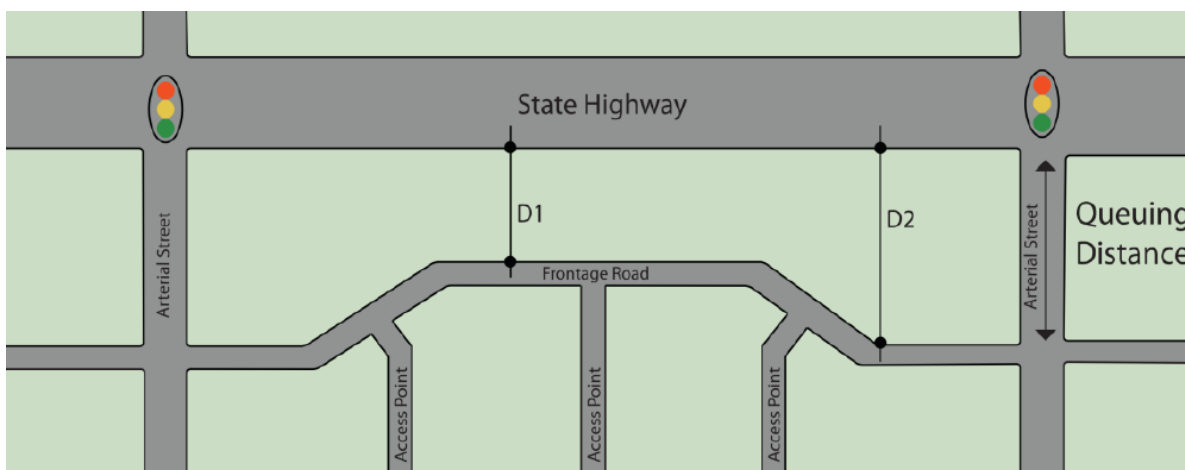 State Highway
D1
D2
Arterial Street
Arterial Street
Queuing
Distance
Frontage Road
Access Point
Access Point
Access Point